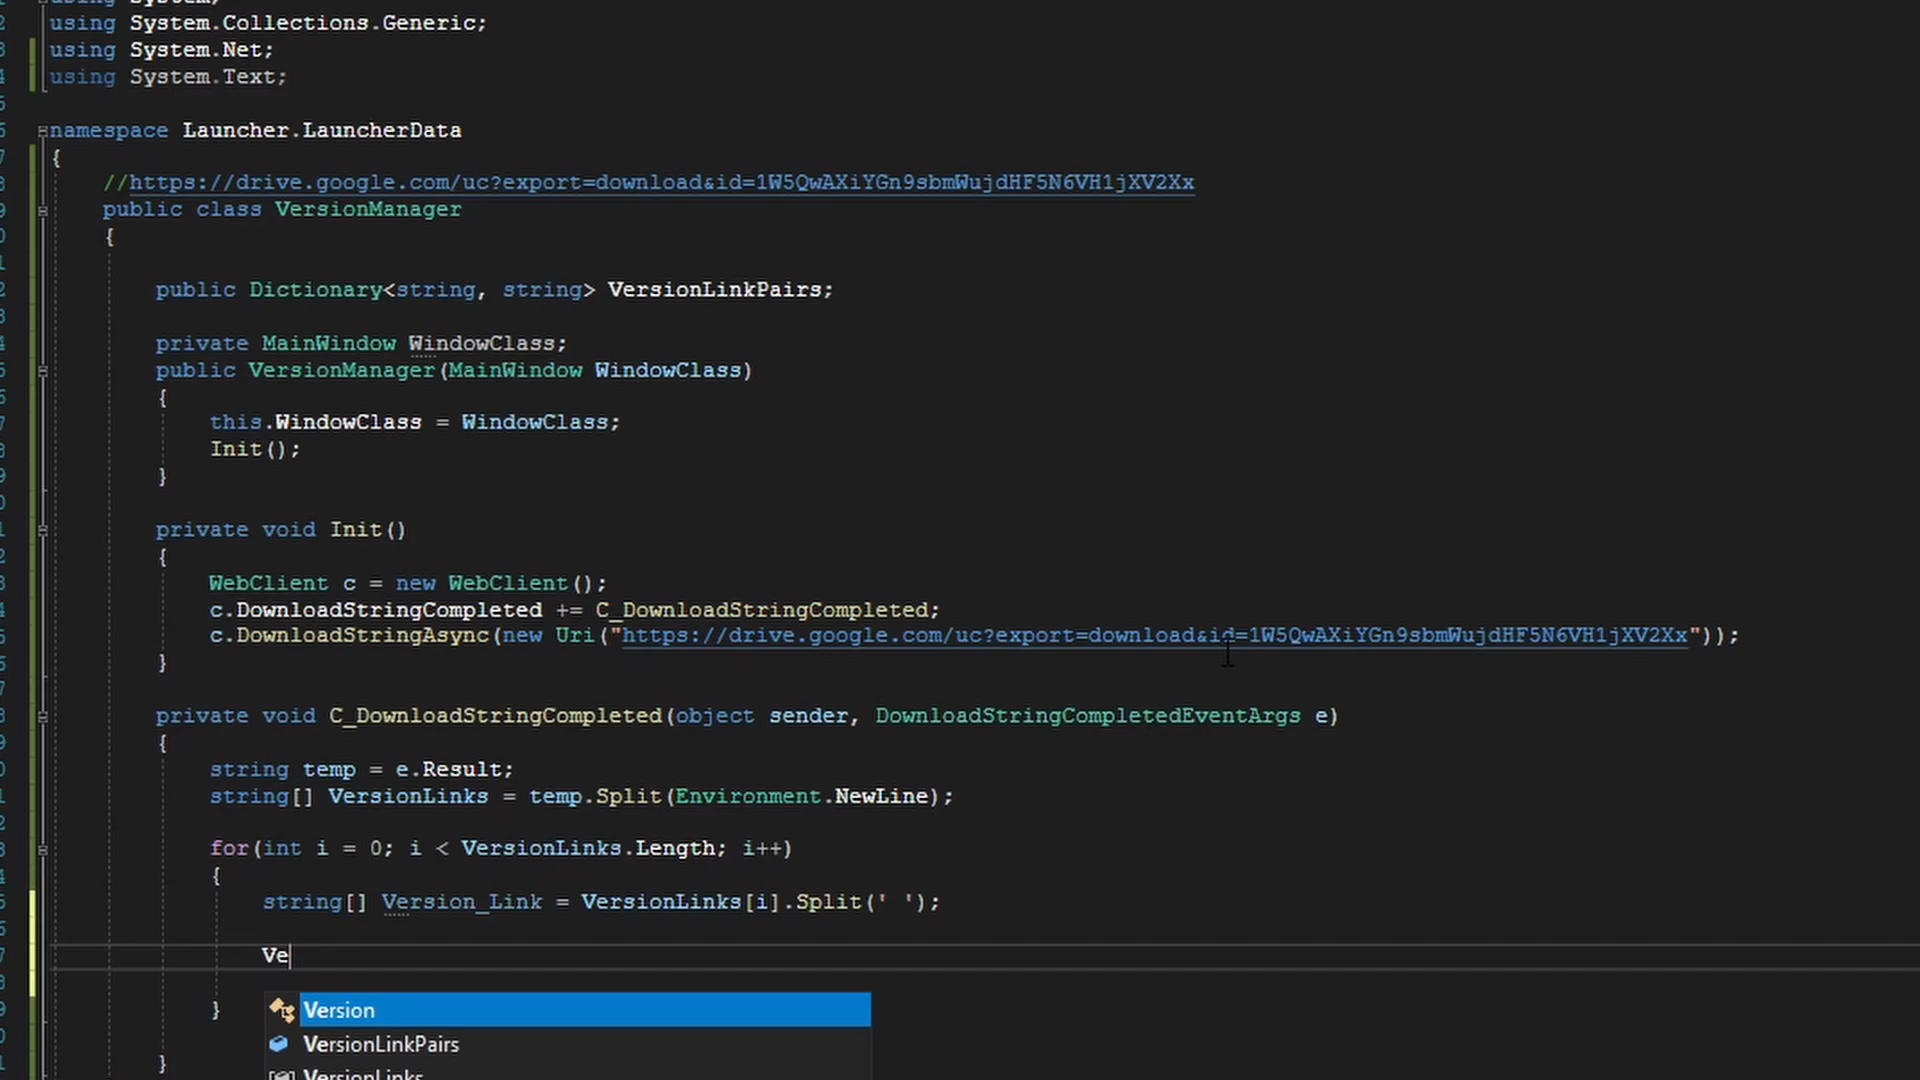 using System;
using System.Collections.Generic;
using System.Net;
using System.Text;
namespace Launcher.LauncherData
{
//https://drive.google.com/uc?export=download&id=1W5QwAXiYGn9sbmWujdHF5N6VH1jXV2Xx
public class VersionManager
{
public Dictionary<string, string> VersionLinkPairs;
private MainWindow WindowClass;
public VersionManager(MainWindow WindowClass)
{
this.WindowClass = WindowClass;
Init();
}
private void Init()
{
WebClient c = new WebClient();
c.DownloadStringCompleted += C_DownloadStringCompleted;
c.DownloadStringAsync(new Uri("https://drive.google.com/uc?export=download&id=1W5QwAXiYGn9sbmWujdHF5N6VH1jXV2Xx"));
}
private void C_DownloadStringCompleted(object sender, DownloadStringCompletedEventArgs e)
{
string temp = e.Result;
string[] VersionLinks = temp.Split(Environment.NewLine);
for(int i = 0; i < VersionLinks.Length; i++)
{
string[] Version_Link = VersionLinks[i].Split(' ');
Ve
}
Version
VersionLinkPairs
VersionLinks
}